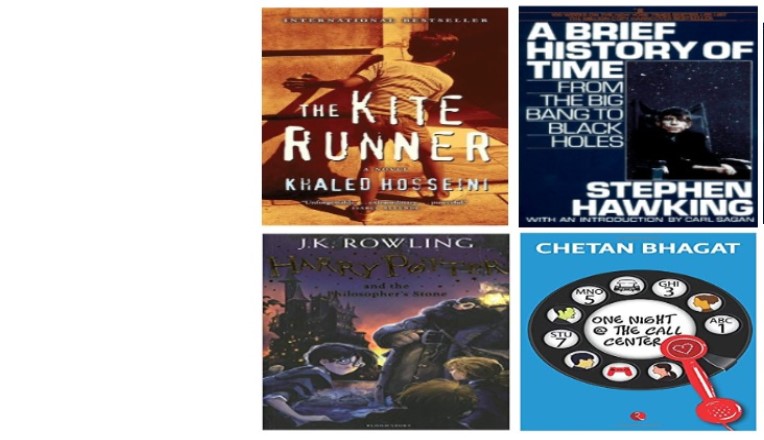 INTERNATIONAL BESTSELLER
THE KITE
RUNNER
A NOVEL
KHALED HOSSEINI
A BRIEF
HISTORY OF
TIME
FROM
THE BIG
BANG TO
BLACK
HOLES
STEPHEN
HAWKING
WITH AN INTRODUCTION BY CARL SAGAN
J.K. ROWLING
HARRY POTTER
and the
Philosopher's Stone
BLOOMSBURY
CHETAN BHAGAT
MNO
5
GHI
3
ABC
1
STU
7
ONE NIGHT
@ THE CALL
CENTER